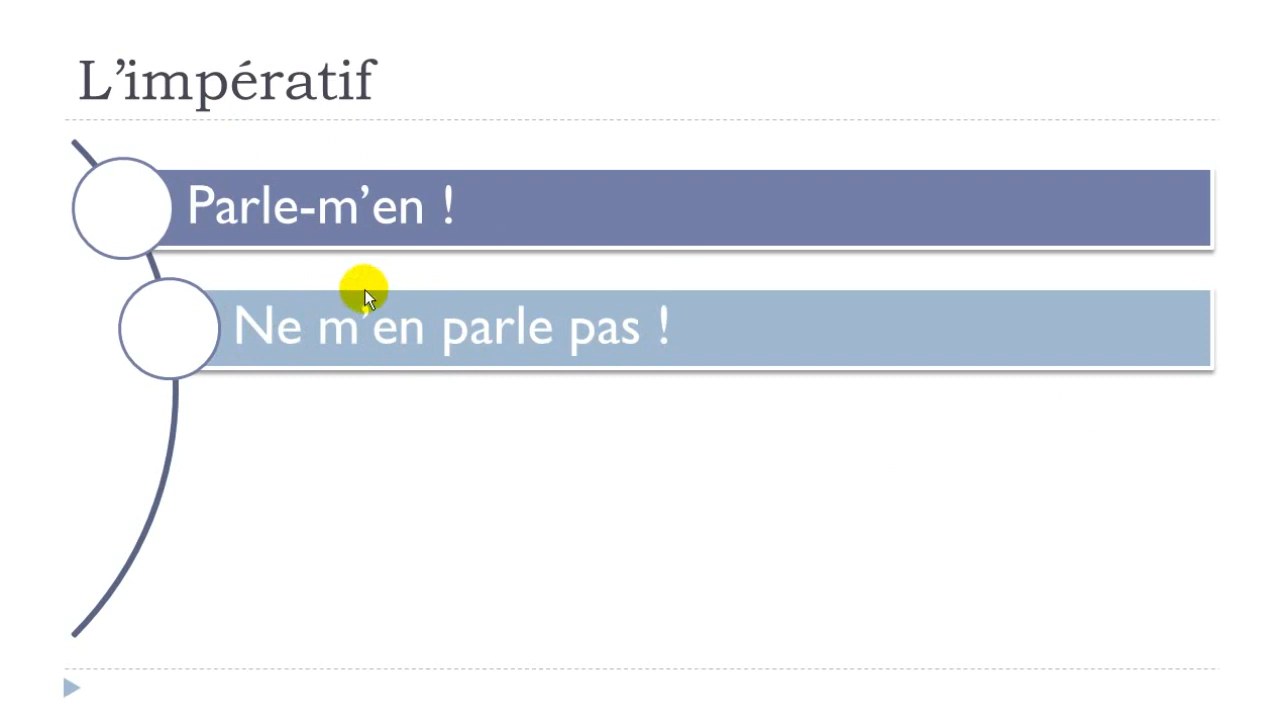 L’impératif
Parle-m’en !
Ne m’en parle pas !